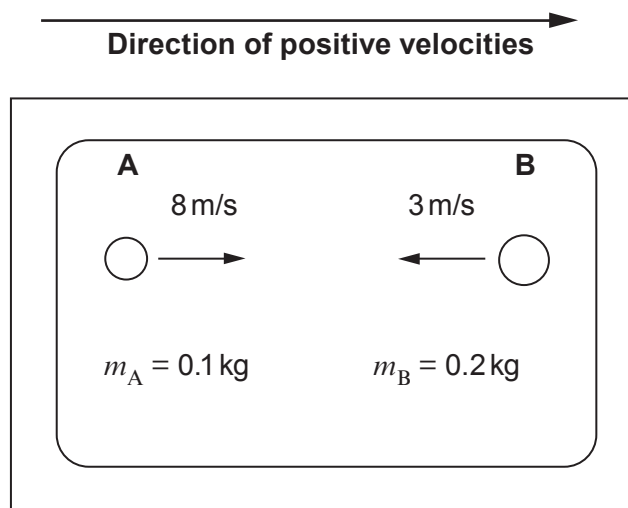 Direction of positive velocities
A B
8 m/s 3 m/s
m_A = 0.1 kg m_B = 0.2 kg